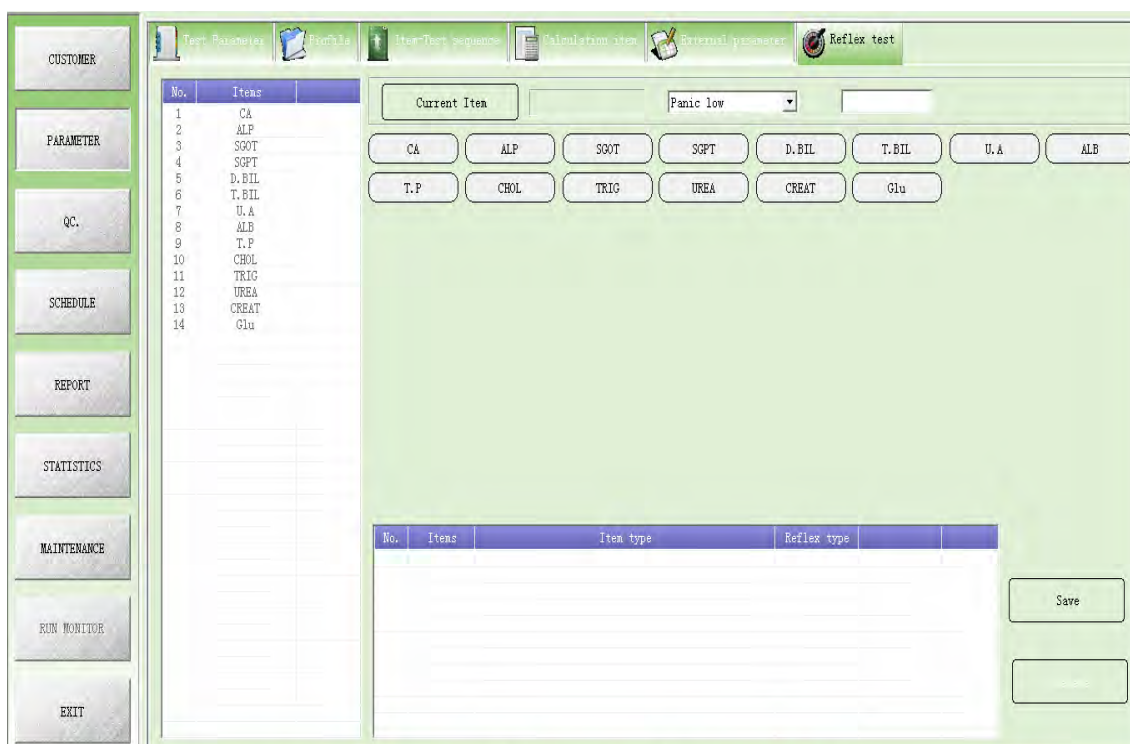 CUSTOMER
PARAMETER
QC.
SCHEDULE
REPORT
STATISTICS
MAINTENANCE
RUN MONITOR
EXIT
Test Parameter Profile Item-Test sequence Calculation item External parameter Reflex test
No. Items
1 CA
2 ALP
3 SGOT
4 SGPT
5 D.BIL
6 T.BIL
7 U.A
8 ALB
9 T.P
10 CHOL
11 TRIG
12 UREA
13 CREAT
14 Glu
Current Item Panic low
CA ALP SGOT SGPT D.BIL T.BIL U.A ALB
T.P CHOL TRIG UREA CREAT Glu
No. Items Item type Reflex type
Save